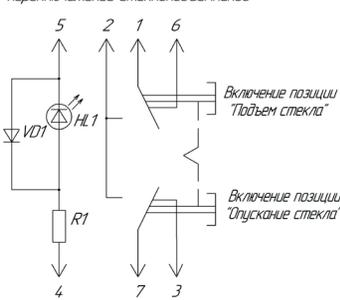 5 2 1 6
VD1
HL1
Включение позиции
"Подъем стекла"
R1
Включение позиции
"Опускание стекла"
4 7 3